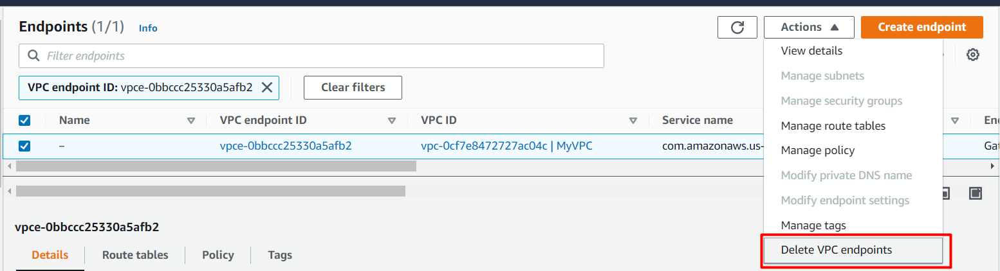 Endpoints (1/1) Info
Actions
Create endpoint
Filter endpoints
View details
Manage subnets
VPC endpoint ID: vpce-0bbccc25330a5afb2
Clear filters
Manage security groups
Name VPC endpoint ID VPC ID Service name
Manage route tables
– vpce-0bbccc25330a5afb2 vpc-0cf7e8472727ac04c | MyVPC com.amazonaws.us-
Manage policy
Modify private DNS name
Modify endpoint settings
vpce-0bbccc25330a5afb2
Manage tags
Delete VPC endpoints
Details Route tables Policy Tags